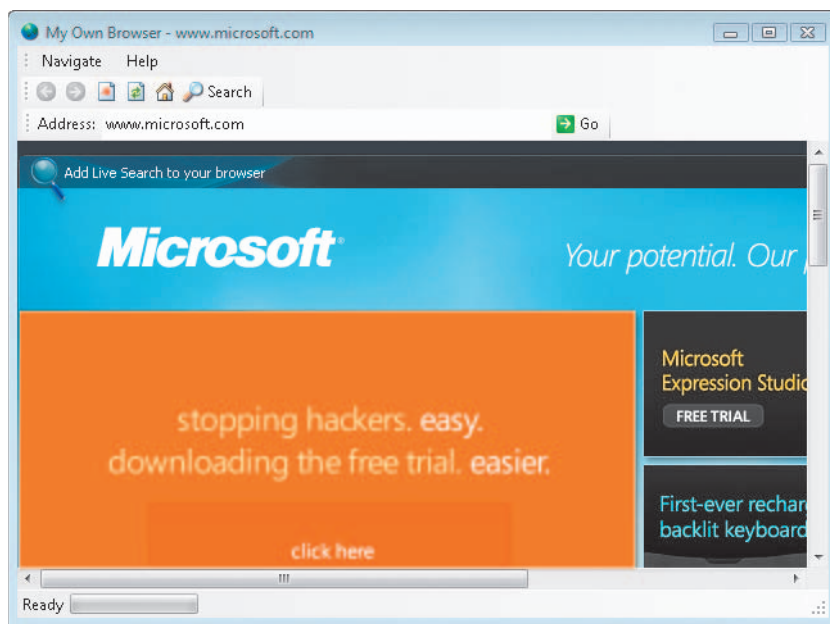 My Own Browser - www.microsoft.com
Navigate Help
Search
Address: www.microsoft.com Go
Add Live Search to your browser
Microsoft
Your potential. Our
Microsoft
Expression Studio
FREE TRIAL
stopping hackers. easy.
downloading the free trial. easier.
click here
First-ever rechar
backlit keyboard
Ready